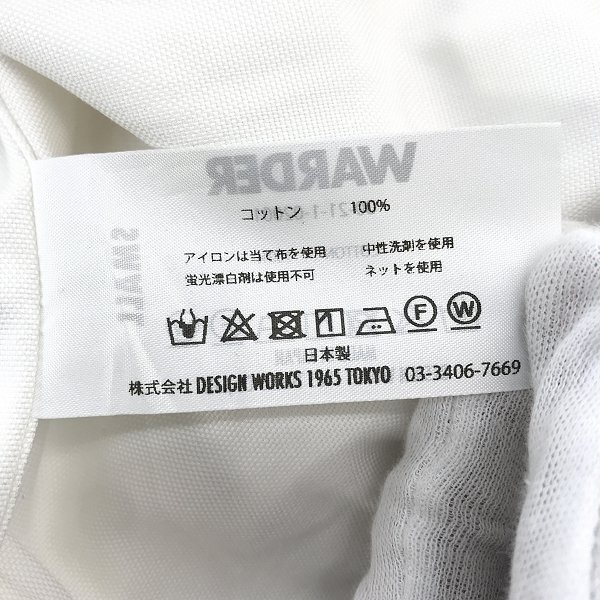 WARDER
コットン 100%
アイロンは当て布を使用 中性洗剤を使用
蛍光漂白剤は使用不可 ネットを使用
F W
日本製
株式会社 DESIGN WORKS 1965 TOKYO 03-3406-7669
SMALL